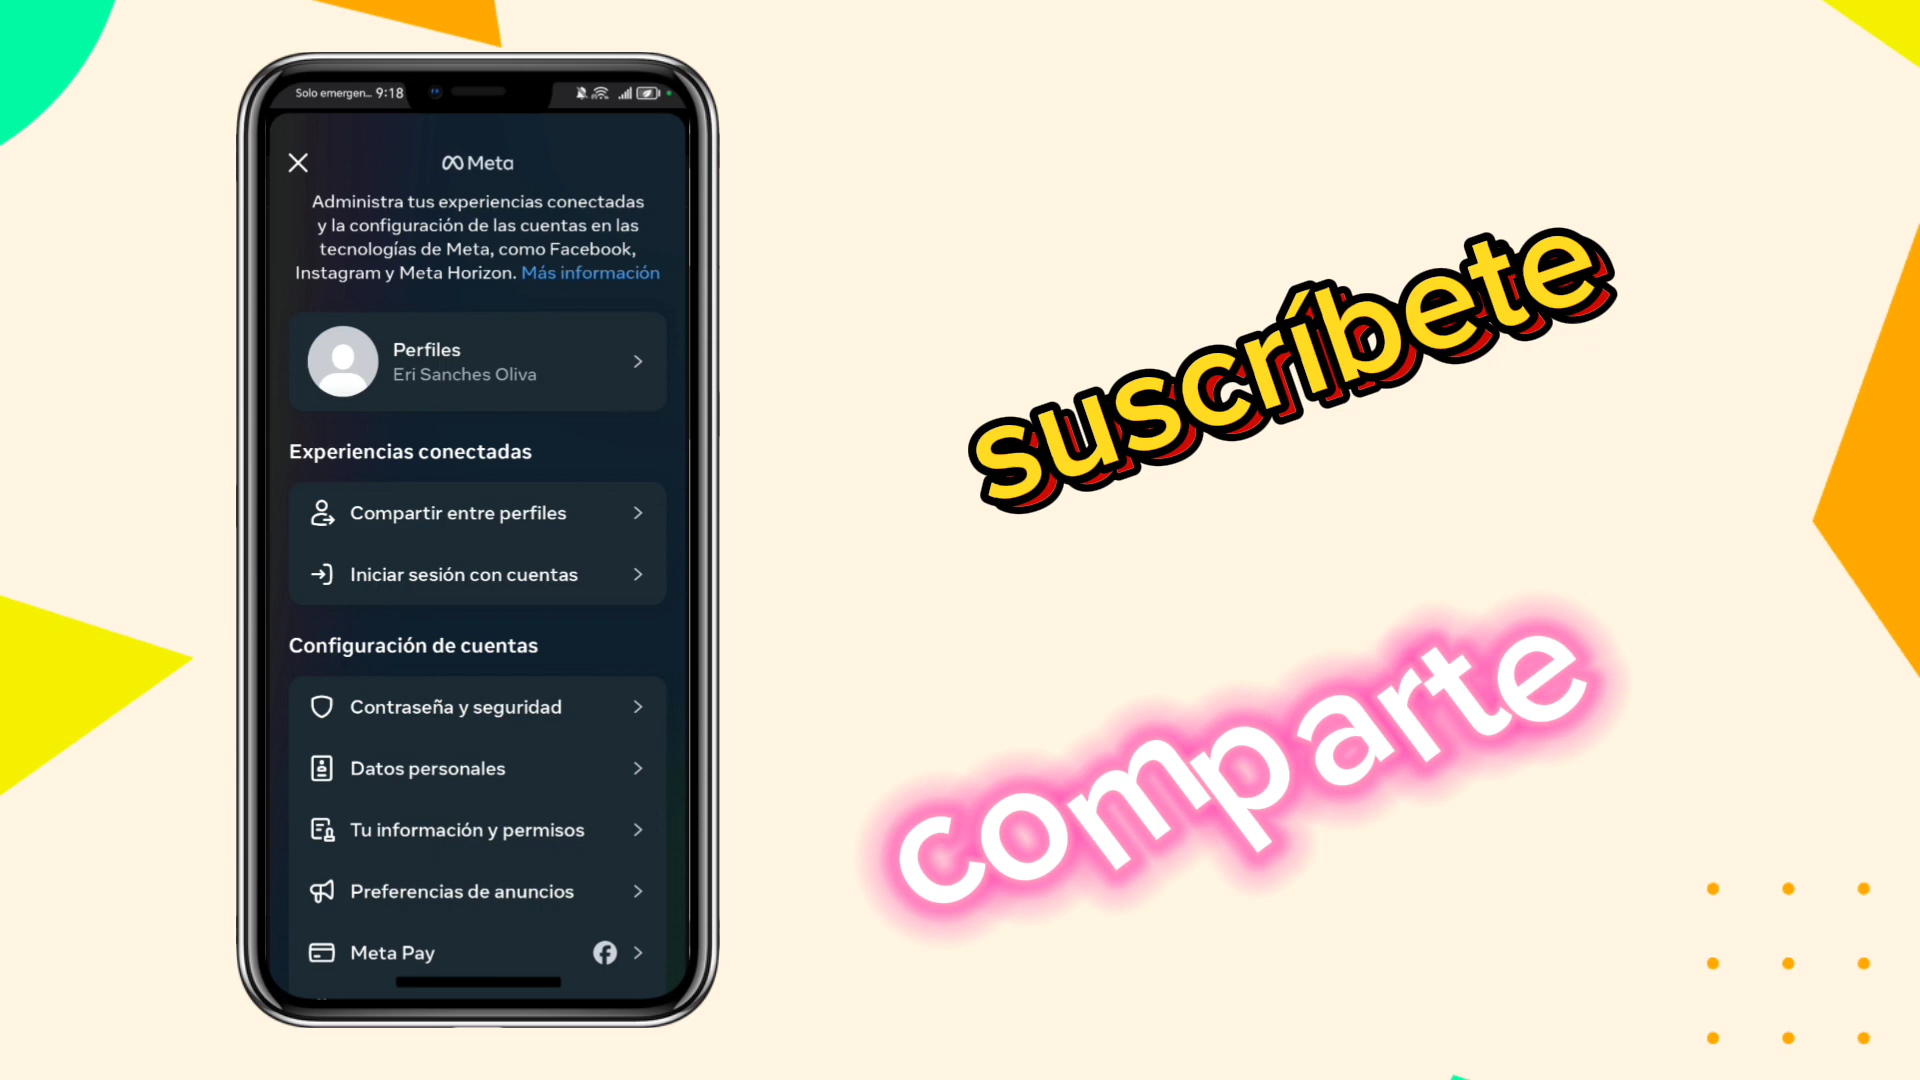 Solo emergen... 9:18
Meta
Administra tus experiencias conectadas
y la configuración de las cuentas en las
tecnologías de Meta, como Facebook,
Instagram y Meta Horizon. Más información
Perfiles
Eri Sanches Oliva
Experiencias conectadas
Compartir entre perfiles
Iniciar sesión con cuentas
Configuración de cuentas
Contraseña y seguridad
Datos personales
Tu información y permisos
Preferencias de anuncios
Meta Pay
suscríbete
comparte